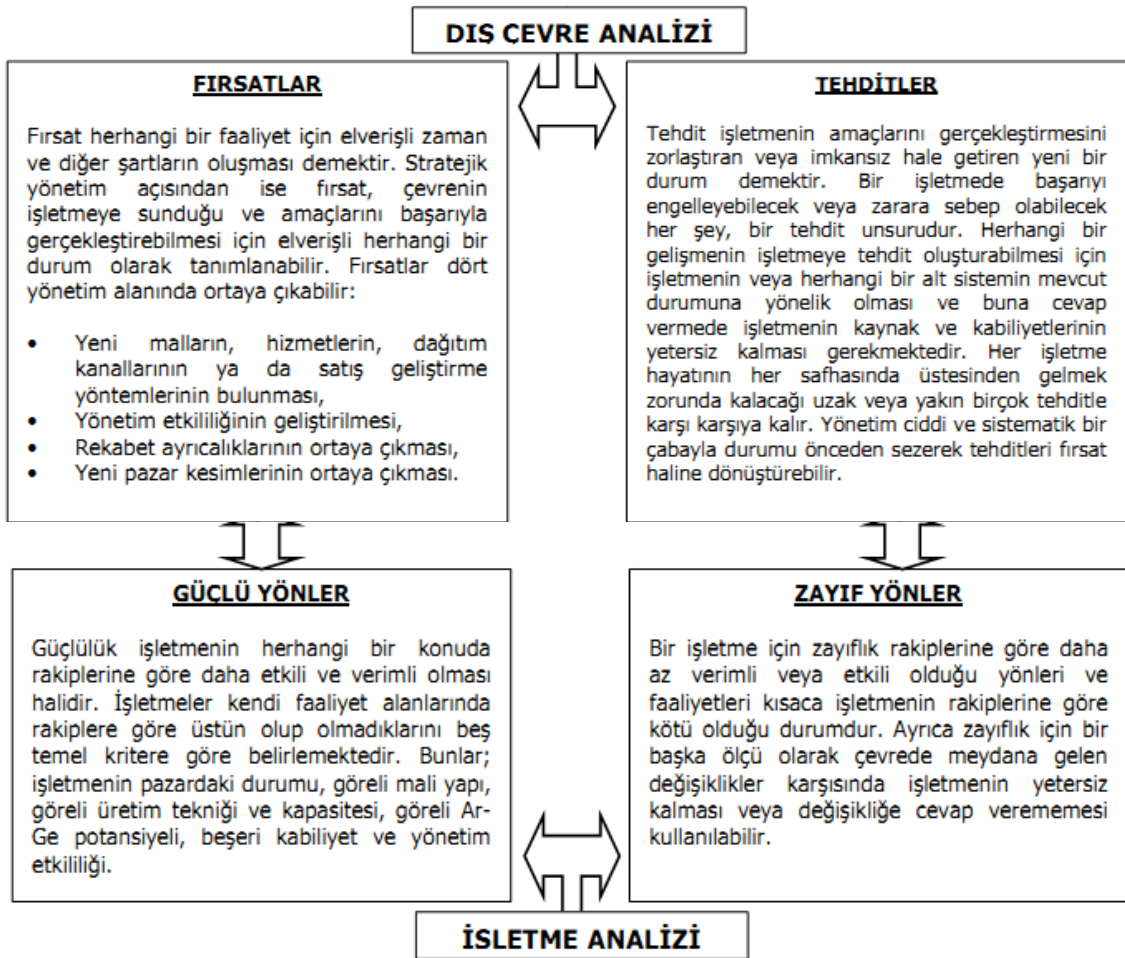 DIŞ ÇEVRE ANALİZİ
FIRSATLAR
Fırsat herhangi bir faaliyet için elverişli zaman
ve diğer şartların oluşması demektir. Stratejik
yönetim açısından ise fırsat, çevrenin
işletmeye sunduğu ve amaçlarını başarıyla
gerçekleştirebilmesi için elverişli herhangi bir
durum olarak tanımlanabilir. Fırsatlar dört
yönetim alanında ortaya çıkabilir:
• Yeni malların, hizmetlerin, dağıtım
kanallarının ya da satış geliştirme
yöntemlerinin bulunması,
• Yönetim etkililiğinin geliştirilmesi,
• Rekabet ayrıcalıklarının ortaya çıkması,
• Yeni pazar kesimlerinin ortaya çıkması.
TEHDİTLER
Tehdit işletmenin amaçlarını gerçekleştirmesini
zorlaştıran veya imkansız hale getiren yeni bir
durum demektir. Bir işletmede başarıyı
engelleyebilecek veya zarara sebep olabilecek
her şey, bir tehdit unsurudur. Herhangi bir
gelişmenin işletmeye tehdit oluşturabilmesi için
işletmenin veya herhangi bir alt sistemin mevcut
durumuna yönelik olması ve buna cevap
vermede işletmenin kaynak ve kabiliyetlerinin
yetersiz kalması gerekmektedir. Her işletme
hayatının her safhasında üstesinden gelmek
zorunda kalacağı uzak veya yakın birçok tehditle
karşı karşıya kalır. Yönetim ciddi ve sistematik bir
çabayla durumu önceden sezerek tehditleri fırsat
haline dönüştürebilir.
GÜÇLÜ YÖNLER
Güçlülük işletmenin herhangi bir konuda
rakiplerine göre daha etkili ve verimli olması
halidir. İşletmeler kendi faaliyet alanlarında
rakiplere göre üstün olup olmadıklarını beş
temel kritere göre belirlemektedir. Bunlar;
işletmenin pazardaki durumu, göreli mali yapı,
göreli üretim tekniği ve kapasitesi, göreli Ar-
Ge potansiyeli, beşeri kabiliyet ve yönetim
etkililiği.
ZAYIF YÖNLER
Bir işletme için zayıflık rakiplerine göre daha
az verimli veya etkili olduğu yönleri ve
faaliyetleri kısaca işletmenin rakiplerine göre
kötü olduğu durumdur. Ayrıca zayıflık için bir
başka ölçü olarak çevrede meydana gelen
değişiklikler karşısında işletmenin yetersiz
kalması veya değişikliğe cevap verememesi
kullanılabilir.
İŞLETME ANALİZİ